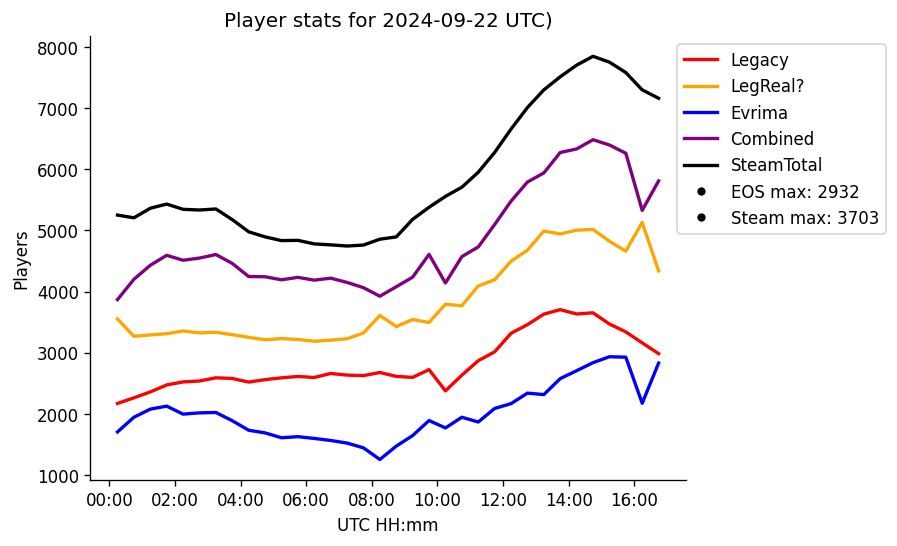 Player stats for 2024-09-22 UTC)
8000
7000
6000
5000
4000
3000
2000
1000
Players
00:00 02:00 04:00 06:00 08:00 10:00 12:00 14:00 16:00
UTC HH:mm
Legacy
LegReal?
Evrima
Combined
SteamTotal
EOS max: 2932
Steam max: 3703